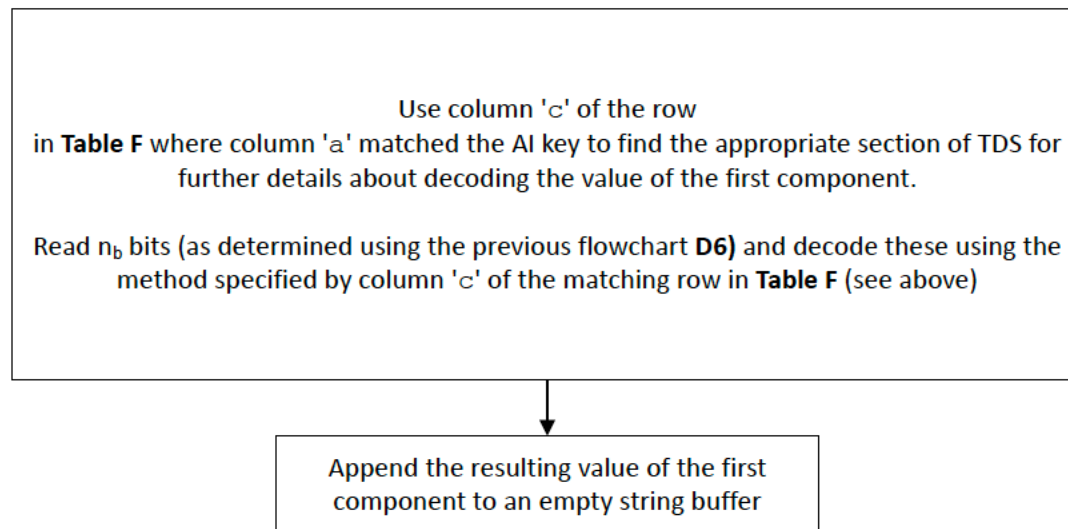 Use column 'c' of the row
in Table F where column 'a' matched the AI key to find the appropriate section of TDS for
further details about decoding the value of the first component.
Read nb bits (as determined using the previous flowchart D6) and decode these using the
method specified by column 'c' of the matching row in Table F (see above)
Append the resulting value of the first
component to an empty string buffer